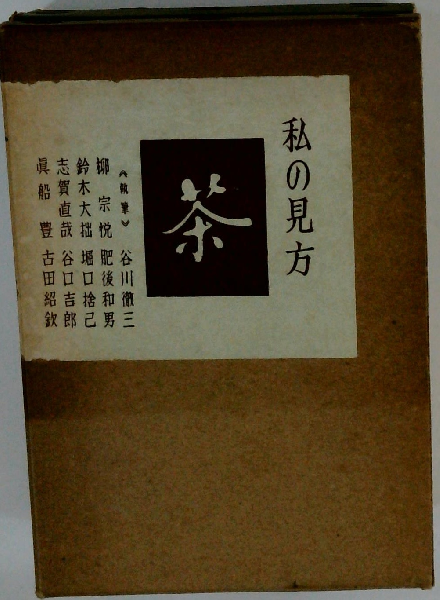 私の見方
茶
《執筆》 谷川徹三
柳宗悦 肥後和男
鈴木大拙 堀口捨己
志賀直哉 谷口吉郎
眞船豊 古田紹欽